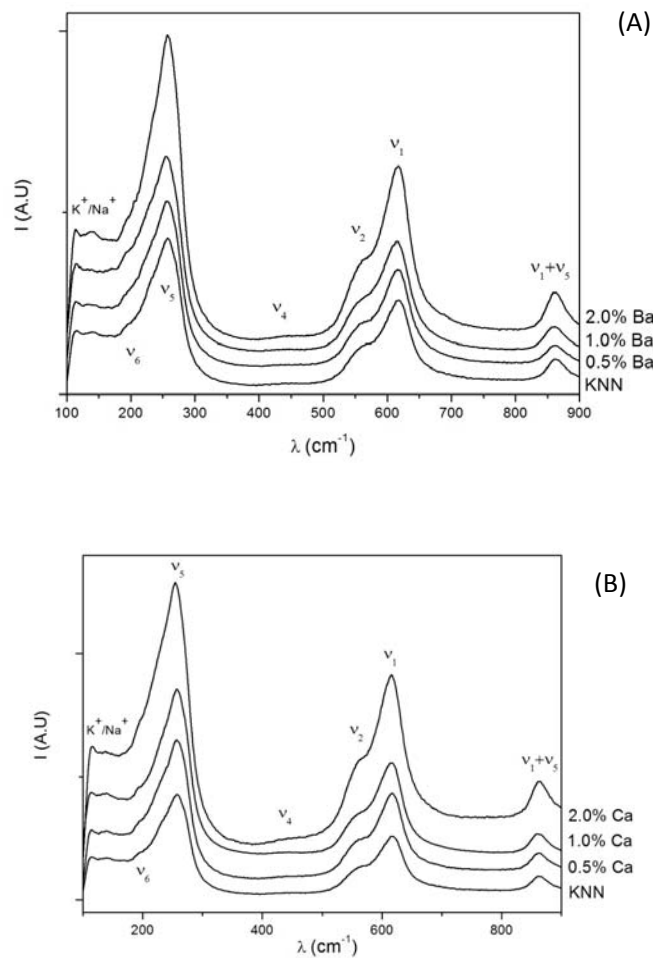 (A)
I (A.U)
K⁺/Na⁺
ν₆
ν₅
ν₄
ν₂
ν₁
ν₁+ν₅
2.0% Ba
1.0% Ba
0.5% Ba
KNN
100 200 300 400 500 600 700 800 900
λ (cm⁻¹)
(B)
I (A.U)
K⁺/Na⁺
ν₆
ν₅
ν₄
ν₂
ν₁
ν₁+ν₅
2.0% Ca
1.0% Ca
0.5% Ca
KNN
200 400 600 800
λ (cm⁻¹)